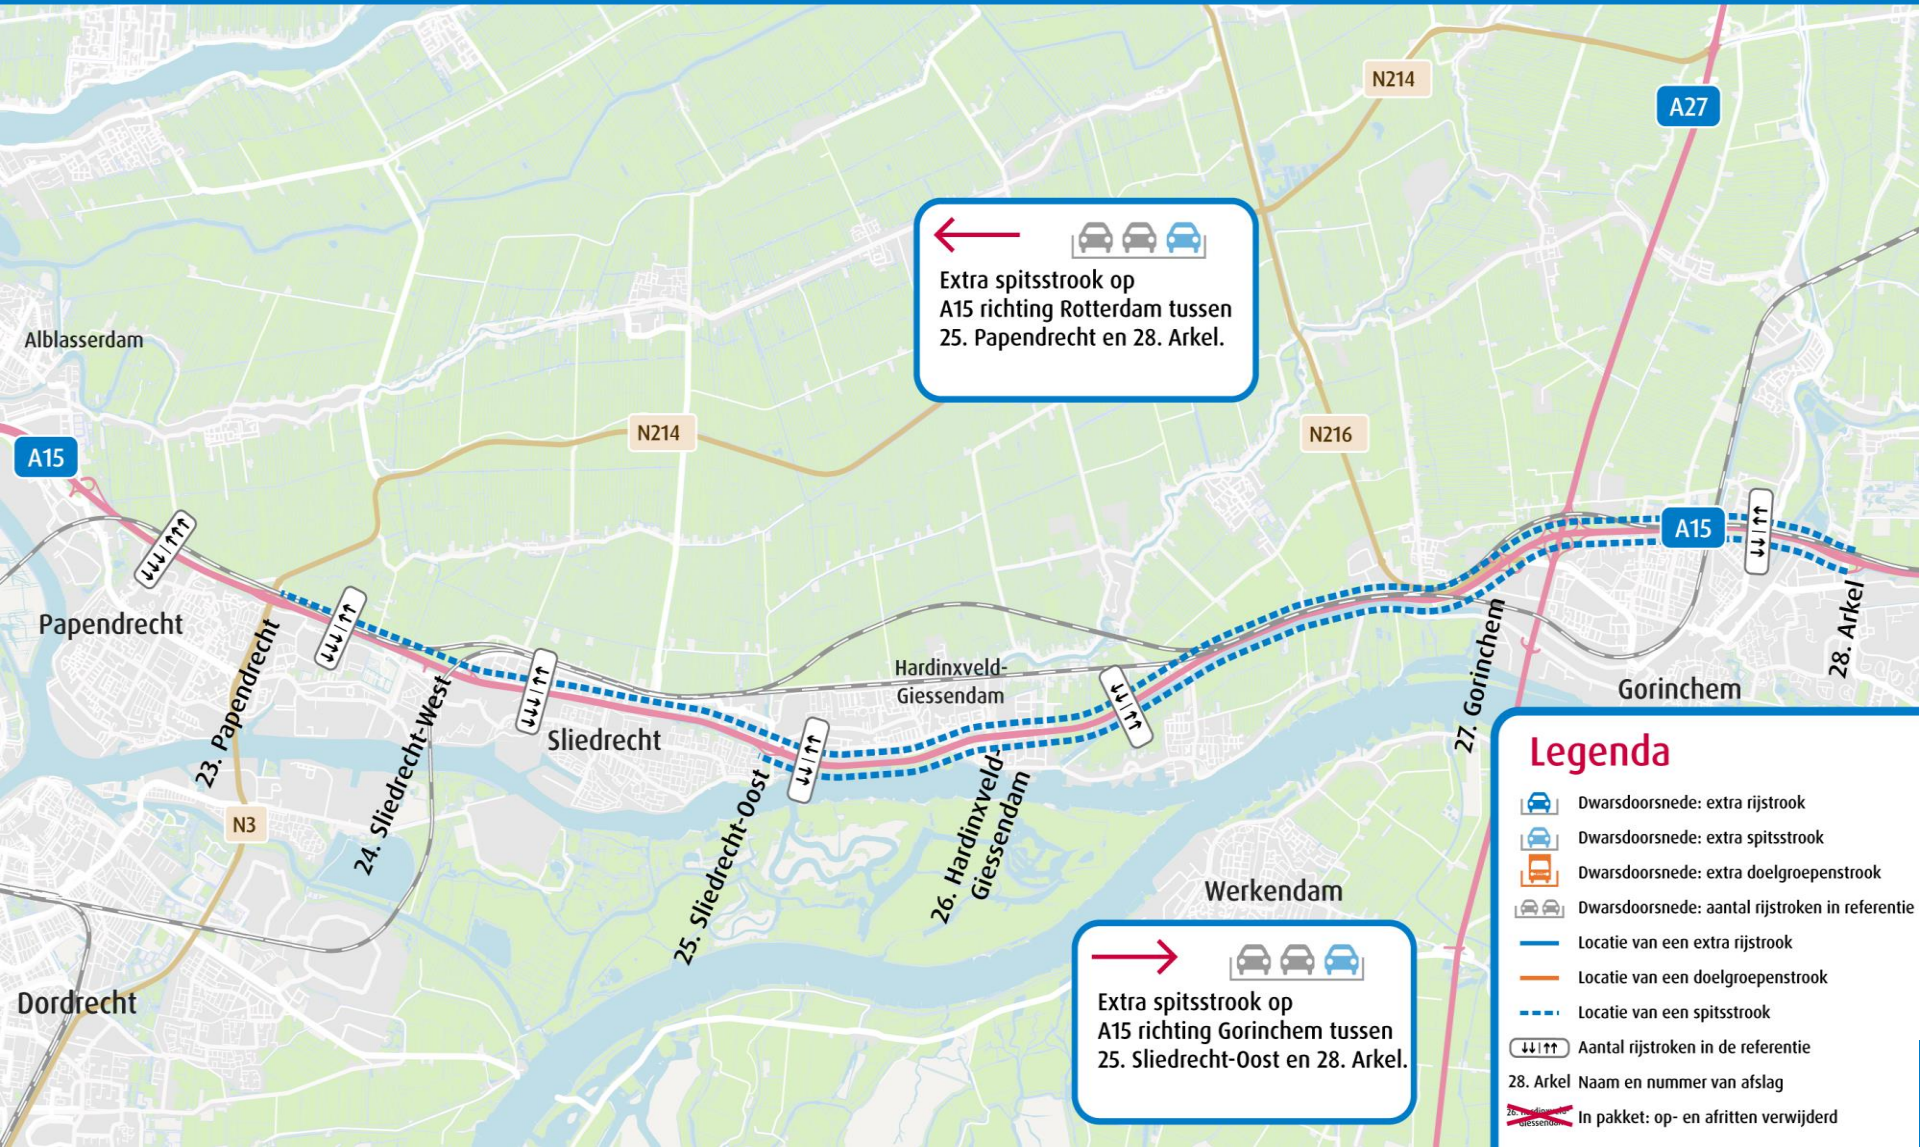 N214
A27
Extra spitsstrook op
A15 richting Rotterdam tussen
25. Papendrecht en 28. Arkel.
Alblasserdam
N214
N216
A15
A15
Papendrecht
23. Papendrecht
24. Sliedrecht-West
Sliedrecht
25. Sliedrecht-Oost
Hardinxveld-
Giessendam
26. Hardinxveld-
Giessendam
27. Gorinchem
Gorinchem
28. Arkel
N3
Dordrecht
Werkendam
Extra spitsstrook op
A15 richting Gorinchem tussen
25. Sliedrecht-Oost en 28. Arkel.
Legenda
Dwarsdoorsnede: extra rijstrook
Dwarsdoorsnede: extra spitsstrook
Dwarsdoorsnede: extra doelgroepenstrook
Dwarsdoorsnede: aantal rijstroken in referentie
Locatie van een extra rijstrook
Locatie van een doelgroepenstrook
Locatie van een spitsstrook
Aantal rijstroken in de referentie
28. Arkel Naam en nummer van afslag
26. Hardinxveld-
Giessendam
In pakket: op- en afritten verwijderd